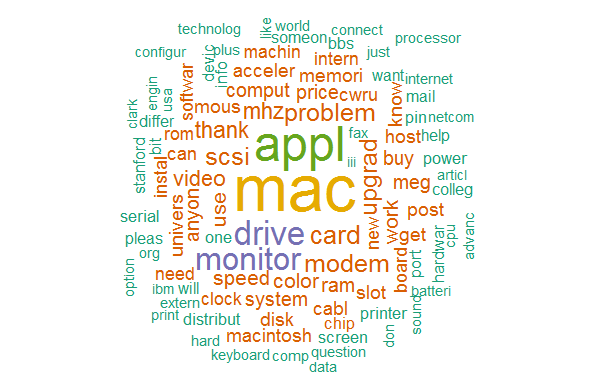 technolog
like
world
connect
someon
processor
configur
devic
plus
machin
bbs
just
intern
info
acceler
memori
want
internet
engin
softwar
comput
price
cwru
know
mail
usa
mous
mhz
problem
pin
netcom
clark
differ
rom
thank
appl
fax
host
help
stanford
bit
instal
can
scsi
iii
upgrad
buy
power
articl
video
mac
meg
colleg
serial
univers
anyon
use
work
post
pleas
one
drive
card
new
get
hardwar
cpu
advanc
org
monitor
modem
board
port
option
need
speed
color
ram
slot
batteri
ibm
will
extern
clock
system
cabl
printer
sound
print
distribut
disk
chip
don
hard
macintosh
screen
keyboard
comp
question
data